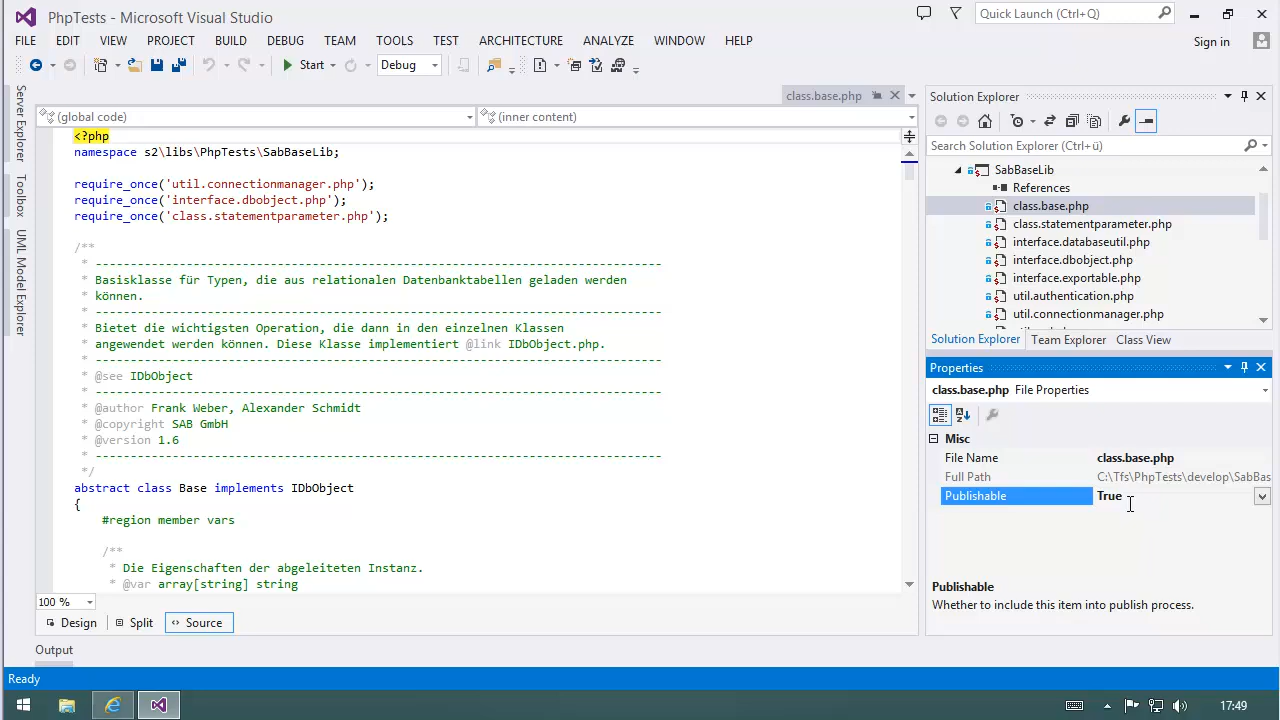 PhpTests - Microsoft Visual Studio
Quick Launch (Ctrl+Q)
FILE EDIT VIEW PROJECT BUILD DEBUG TEAM TOOLS TEST ARCHITECTURE ANALYZE WINDOW HELP
Sign in
Start Debug
Server Explorer
Toolbox
UML Model Explorer
class.base.php
(global code)
(inner content)
<?php
namespace s2\libs\PhpTests\SabBaseLib;
require_once('util.connectionmanager.php');
require_once('interface.dbobject.php');
require_once('class.statementparameter.php');
/**
* --------------------------------------------------------------------------------
* Basisklasse für Typen, die aus relationalen Datenbanktabellen geladen werden
* können.
* --------------------------------------------------------------------------------
* Bietet die wichtigsten Operation, die dann in den einzelnen Klassen
* angewendet werden können. Diese Klasse implementiert @link IDbObject.php.
* --------------------------------------------------------------------------------
* @see IDbObject
* --------------------------------------------------------------------------------
* @author Frank Weber, Alexander Schmidt
* @copyright SAB GmbH
* @version 1.6
* --------------------------------------------------------------------------------
*/
abstract class Base implements IDbObject
{
#region member vars
/**
* Die Eigenschaften der abgeleiteten Instanz.
* @var array[string] string
100 %
Design Split Source
Output
Solution Explorer
Search Solution Explorer (Ctrl+ü)
SabBaseLib
References
class.base.php
class.statementparameter.php
interface.databaseutil.php
interface.dbobject.php
interface.exportable.php
util.authentication.php
util.connectionmanager.php
Solution Explorer Team Explorer Class View
Properties
class.base.php File Properties
Misc
File Name class.base.php
Full Path C:\Tfs\PhpTests\develop\SabBas
Publishable True
Publishable
Whether to include this item into publish process.
Ready
17:49